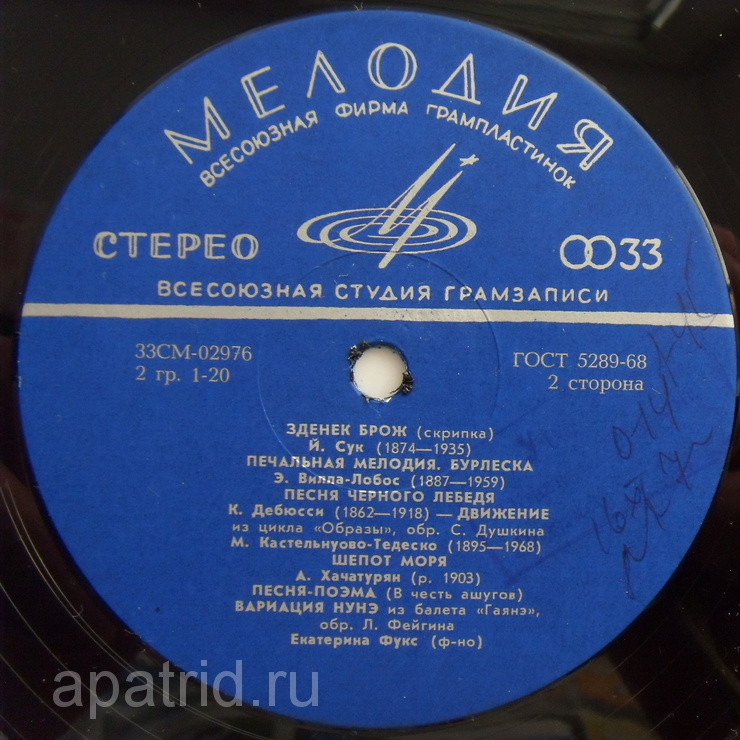 МЕЛОДИЯ
ВСЕСОЮЗНАЯ ФИРМА ГРАМПЛАСТИНОК
СТЕРЕО
33
ВСЕСОЮЗНАЯ СТУДИЯ ГРАМЗАПИСИ
33СМ-02976
ГОСТ 5289-68
2 гр. 1-20
2 сторона
ЗДЕНЕК БРОЖ (скрипка)
Й. Сук (1874—1935)
ПЕЧАЛЬНАЯ МЕЛОДИЯ. БУРЛЕСКА
Э. Вилла-Лобос (1887—1959)
ПЕСНЯ ЧЕРНОГО ЛЕБЕДЯ
К. Дебюсси (1862—1918) — ДВИЖЕНИЕ
из цикла «Образы», обр. С. Душкина
М. Кастельнуово-Тедеско (1895—1968)
ШЕПОТ МОРЯ
А. Хачатурян (р. 1903)
ПЕСНЯ-ПОЭМА (В честь ашугов)
ВАРИАЦИЯ НУНЭ из балета «Гаянэ»,
обр. Л. Фейгина
Екатерина Фукс (ф-но)
apatrid.ru